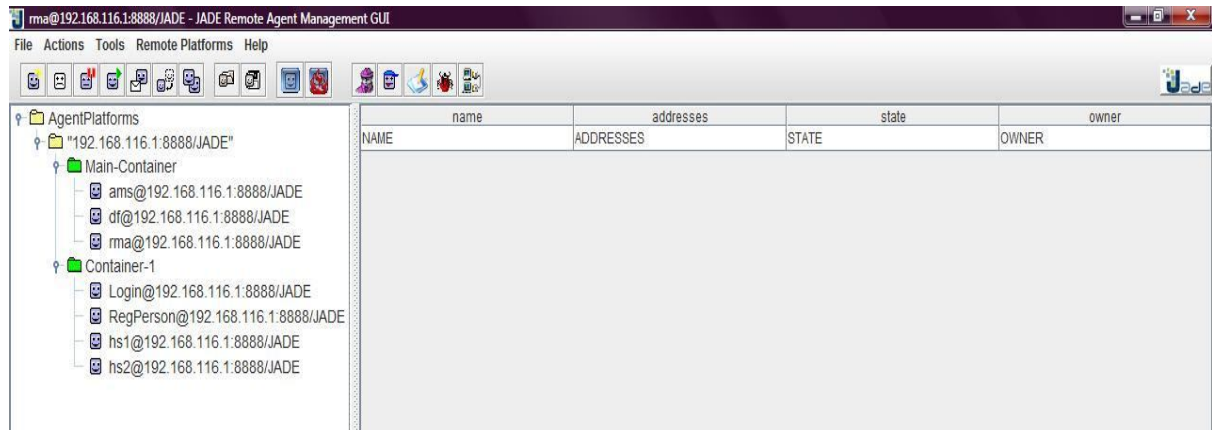 rma@192.168.116.1:8888/JADE - JADE Remote Agent Management GUI
File Actions Tools Remote Platforms Help
Jade
AgentPlatforms
"192.168.116.1:8888/JADE"
Main-Container
ams@192.168.116.1:8888/JADE
df@192.168.116.1:8888/JADE
rma@192.168.116.1:8888/JADE
Container-1
Login@192.168.116.1:8888/JADE
RegPerson@192.168.116.1:8888/JADE
hs1@192.168.116.1:8888/JADE
hs2@192.168.116.1:8888/JADE
name addresses state owner
NAME ADDRESSES STATE OWNER